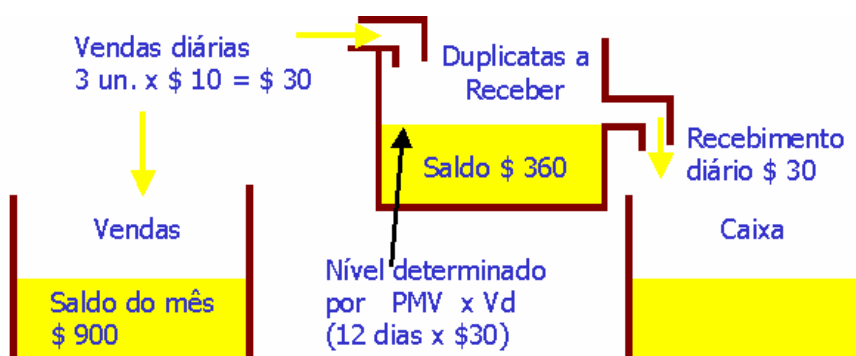 Vendas diárias
3 un. x $ 10 = $ 30
Duplicatas a
Receber
Saldo $ 360
Recebimento
diário $ 30
Vendas
Saldo do mês
$ 900
Nível determinado
por PMV x Vd
(12 dias x $30)
Caixa